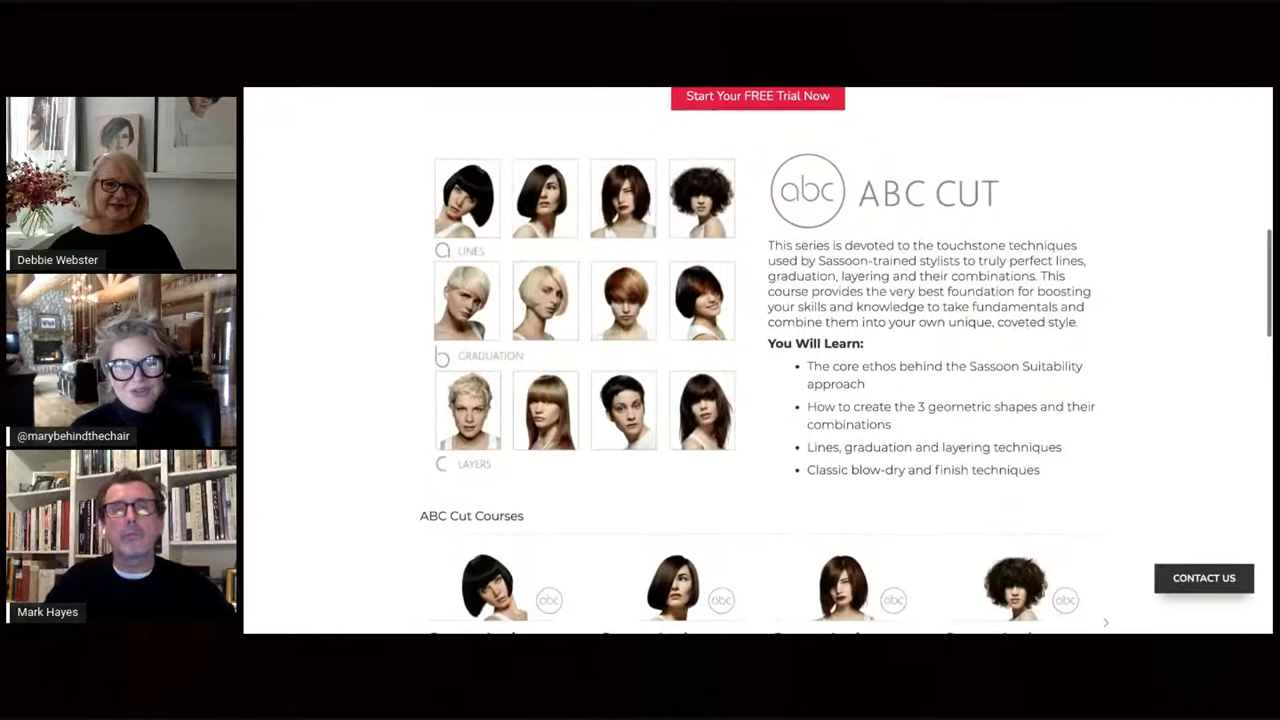 Start Your FREE Trial Now
Debbie Webster
@marybehindthechair
Mark Hayes
a LINES
b GRADUATION
c LAYERS
abc ABC CUT
This series is devoted to the touchstone techniques
used by Sassoon-trained stylists to truly perfect lines,
graduation, layering and their combinations. This
course provides the very best foundation for boosting
your skills and knowledge to take fundamentals and
combine them into your own unique, coveted style.
You Will Learn:
• The core ethos behind the Sassoon Suitability
approach
• How to create the 3 geometric shapes and their
combinations
• Lines, graduation and layering techniques
• Classic blow-dry and finish techniques
ABC Cut Courses
abc
abc
abc
abc
CONTACT US